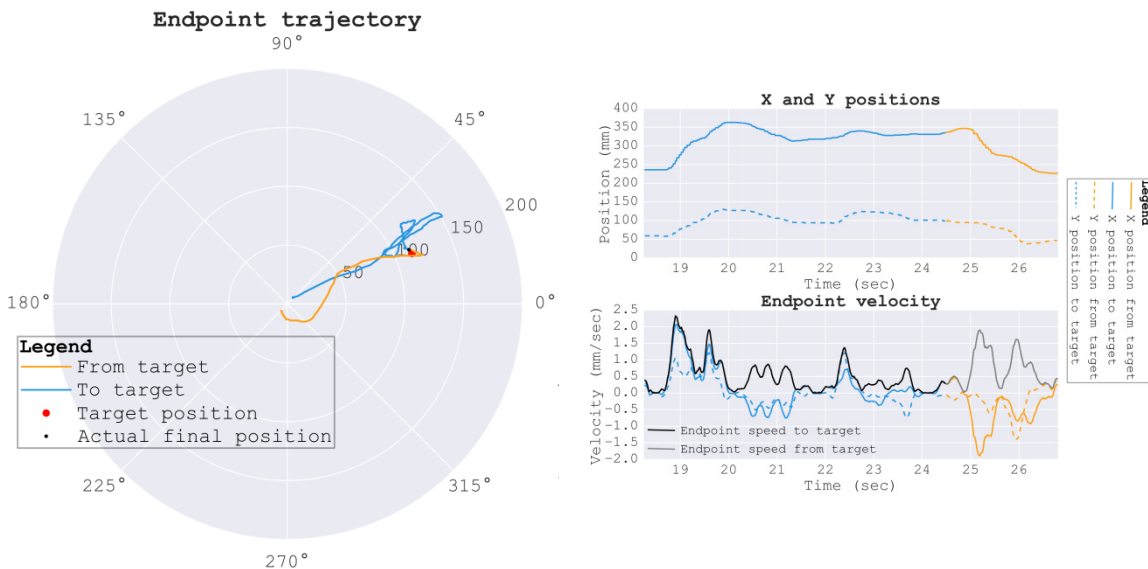 Endpoint trajectory
90°
135°
45°
200
150
100
50
180°
0°
Legend
From target
To target
Target position
Actual final position
225°
315°
270°
X and Y positions
400
350
300
250
200
150
100
50
0
Position (mm)
19 20 21 22 23 24 25 26
Time (sec)
Endpoint velocity
2.5
2.0
1.5
1.0
0.5
0.0
−0.5
−1.0
−1.5
−2.0
Velocity (mm/sec)
Endpoint speed to target
Endpoint speed from target
19 20 21 22 23 24 25 26
Time (sec)
Legend
X position from target
X position to target
Y position from target
Y position to target